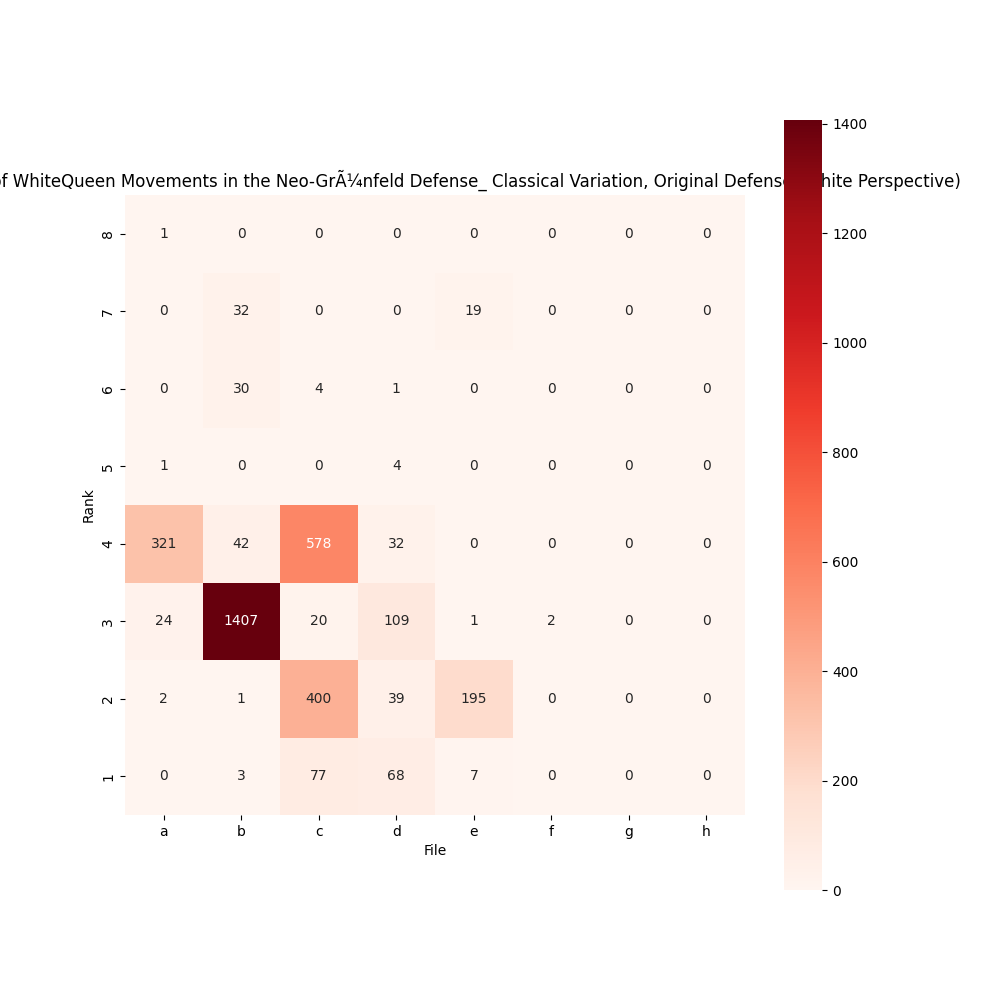 of WhiteQueen Movements in the Neo-GrÃ¼nfeld Defense_ Classical Variation, Original Defens hite Perspective)
8 1 0 0 0 0 0 0 0
7 0 32 0 0 19 0 0 0
6 0 30 4 1 0 0 0 0
5 1 0 0 4 0 0 0 0
4 321 42 578 32 0 0 0 0
3 24 1407 20 109 1 2 0 0
2 2 1 400 39 195 0 0 0
1 0 3 77 68 7 0 0 0
a b c d e f g h
File
Rank
1400
1200
1000
800
600
400
200
0